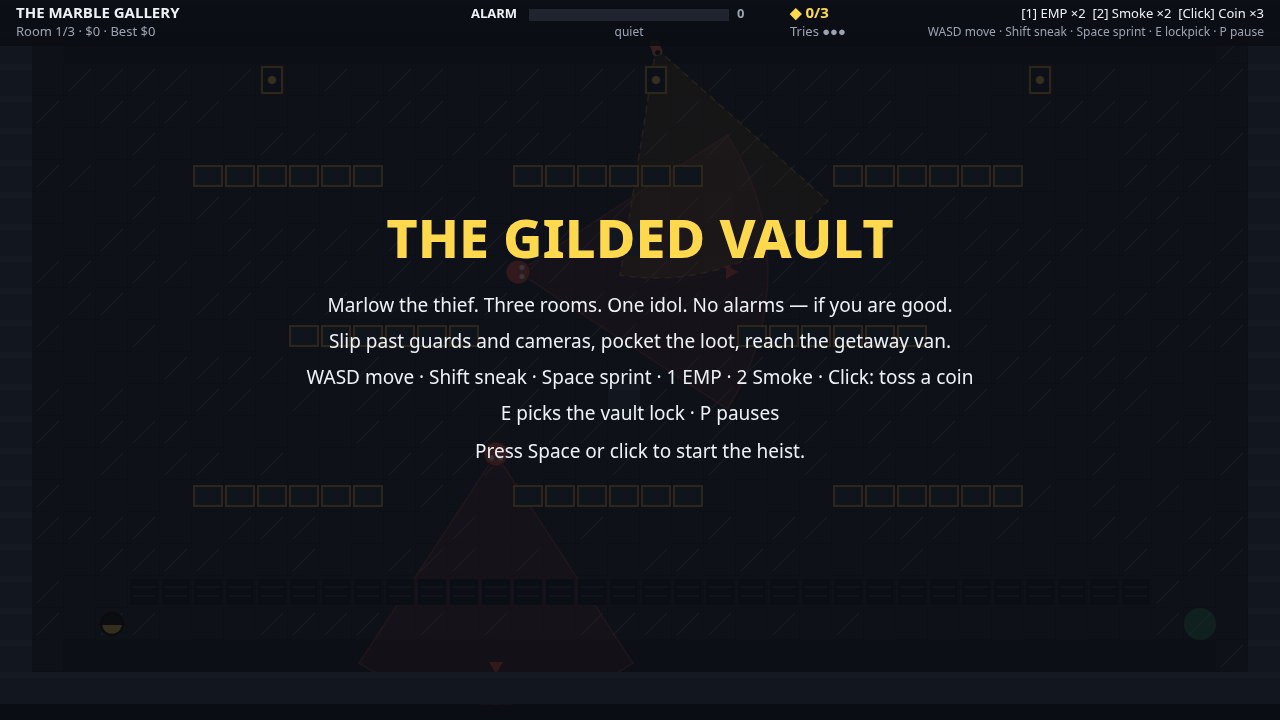 THE MARBLE GALLERY
Room 1/3 · $0 · Best $0
ALARM 0
quiet
◆ 0/3
Tries ●●●
[1] EMP ×2 [2] Smoke ×2 [Click] Coin ×3
WASD move · Shift sneak · Space sprint · E lockpick · P pause
THE GILDED VAULT
Marlow the thief. Three rooms. One idol. No alarms — if you are good.
Slip past guards and cameras, pocket the loot, reach the getaway van.
WASD move · Shift sneak · Space sprint · 1 EMP · 2 Smoke · Click: toss a coin
E picks the vault lock · P pauses
Press Space or click to start the heist.